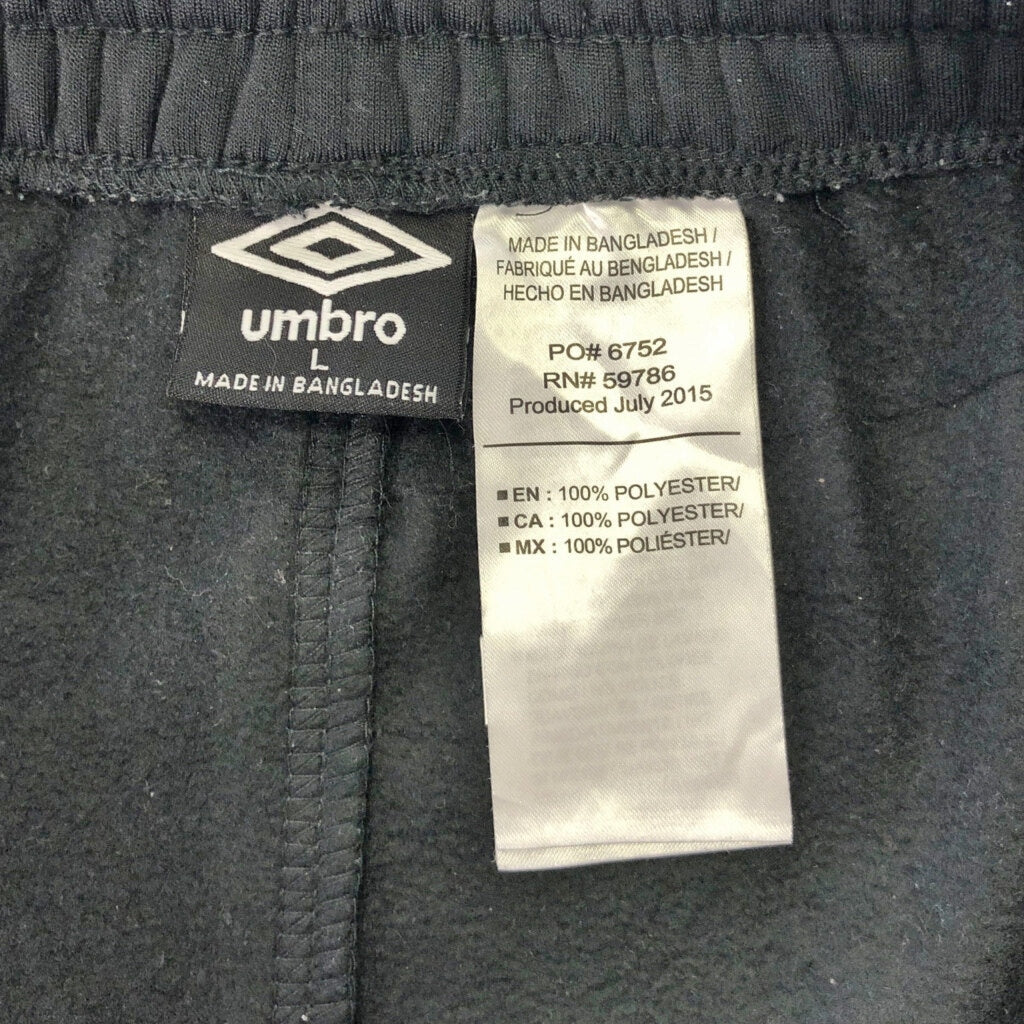 umbro
L
MADE IN BANGLADESH
MADE IN BANGLADESH /
FABRIQUÉ AU BENGLADESH /
HECHO EN BANGLADESH
PO# 6752
RN# 59786
Produced July 2015
EN : 100% POLYESTER/
CA : 100% POLYESTER/
MX : 100% POLIÉSTER/